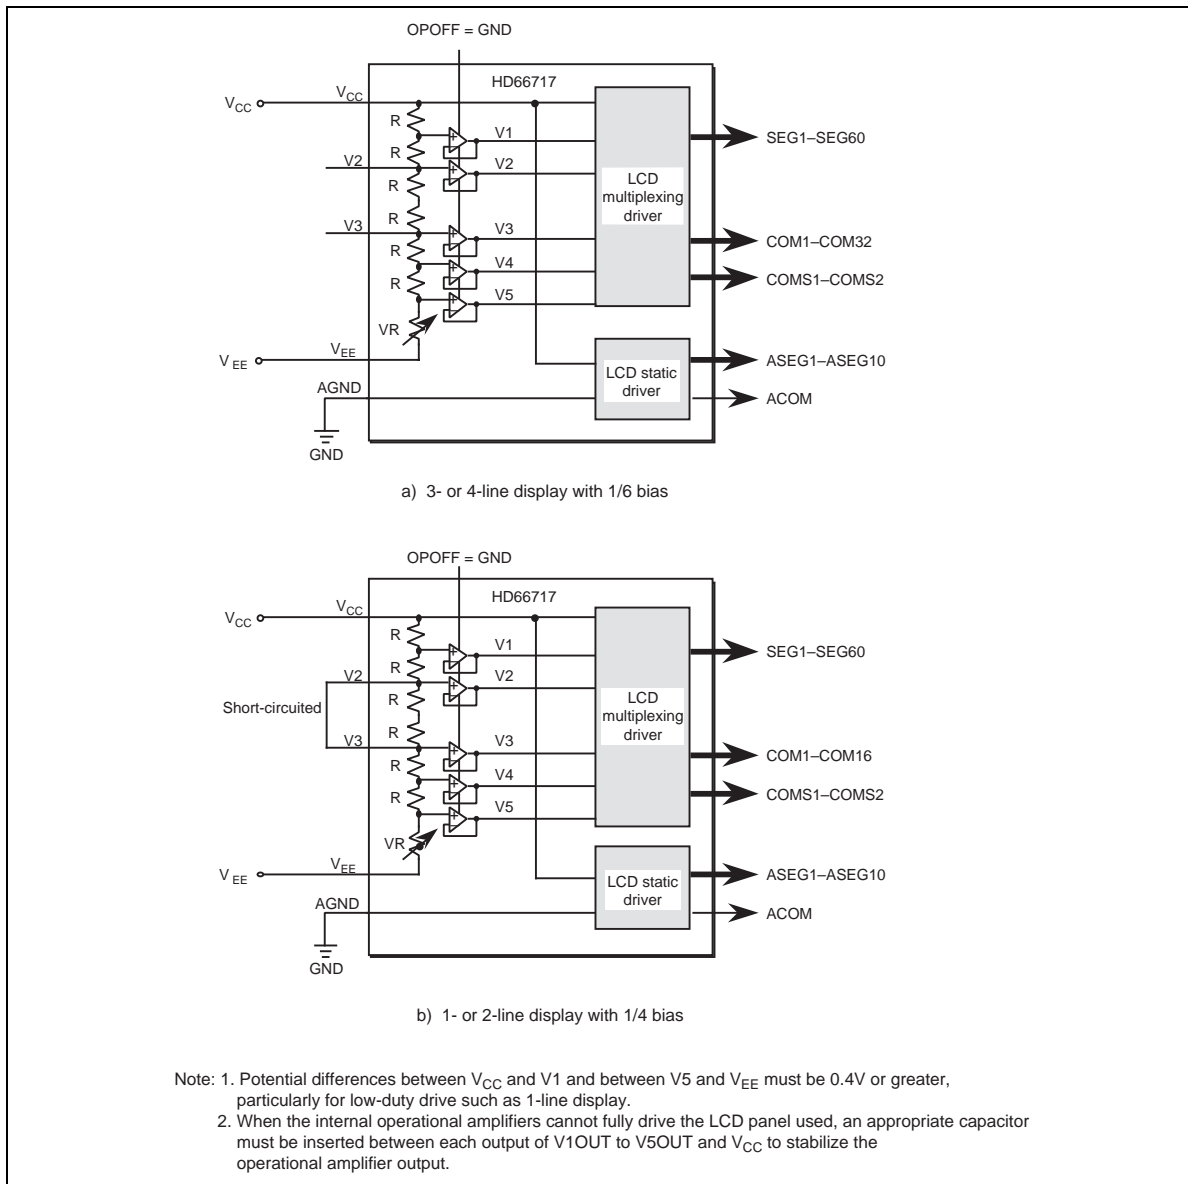 OPOFF = GND
HD66717
VCC
VCC
R
V1
SEG1–SEG60
R
V2
V2
R
LCD
multiplexing
driver
R
V3
V3
COM1–COM32
R
V4
COMS1–COMS2
R
V5
VR
VEE
VEE
LCD static
driver
ASEG1–ASEG10
AGND
ACOM
GND
a) 3- or 4-line display with 1/6 bias
OPOFF = GND
HD66717
VCC
VCC
R
V1
SEG1–SEG60
R
V2
V2
R
Short-circuited
LCD
multiplexing
driver
R
V3
V3
COM1–COM16
R
V4
COMS1–COMS2
R
V5
VR
VEE
VEE
LCD static
driver
ASEG1–ASEG10
AGND
ACOM
GND
b) 1- or 2-line display with 1/4 bias
Note: 1. Potential differences between VCC and V1 and between V5 and VEE must be 0.4V or greater,
particularly for low-duty drive such as 1-line display.
2. When the internal operational amplifiers cannot fully drive the LCD panel used, an appropriate capacitor
must be inserted between each output of V1OUT to V5OUT and VCC to stabilize the
operational amplifier output.